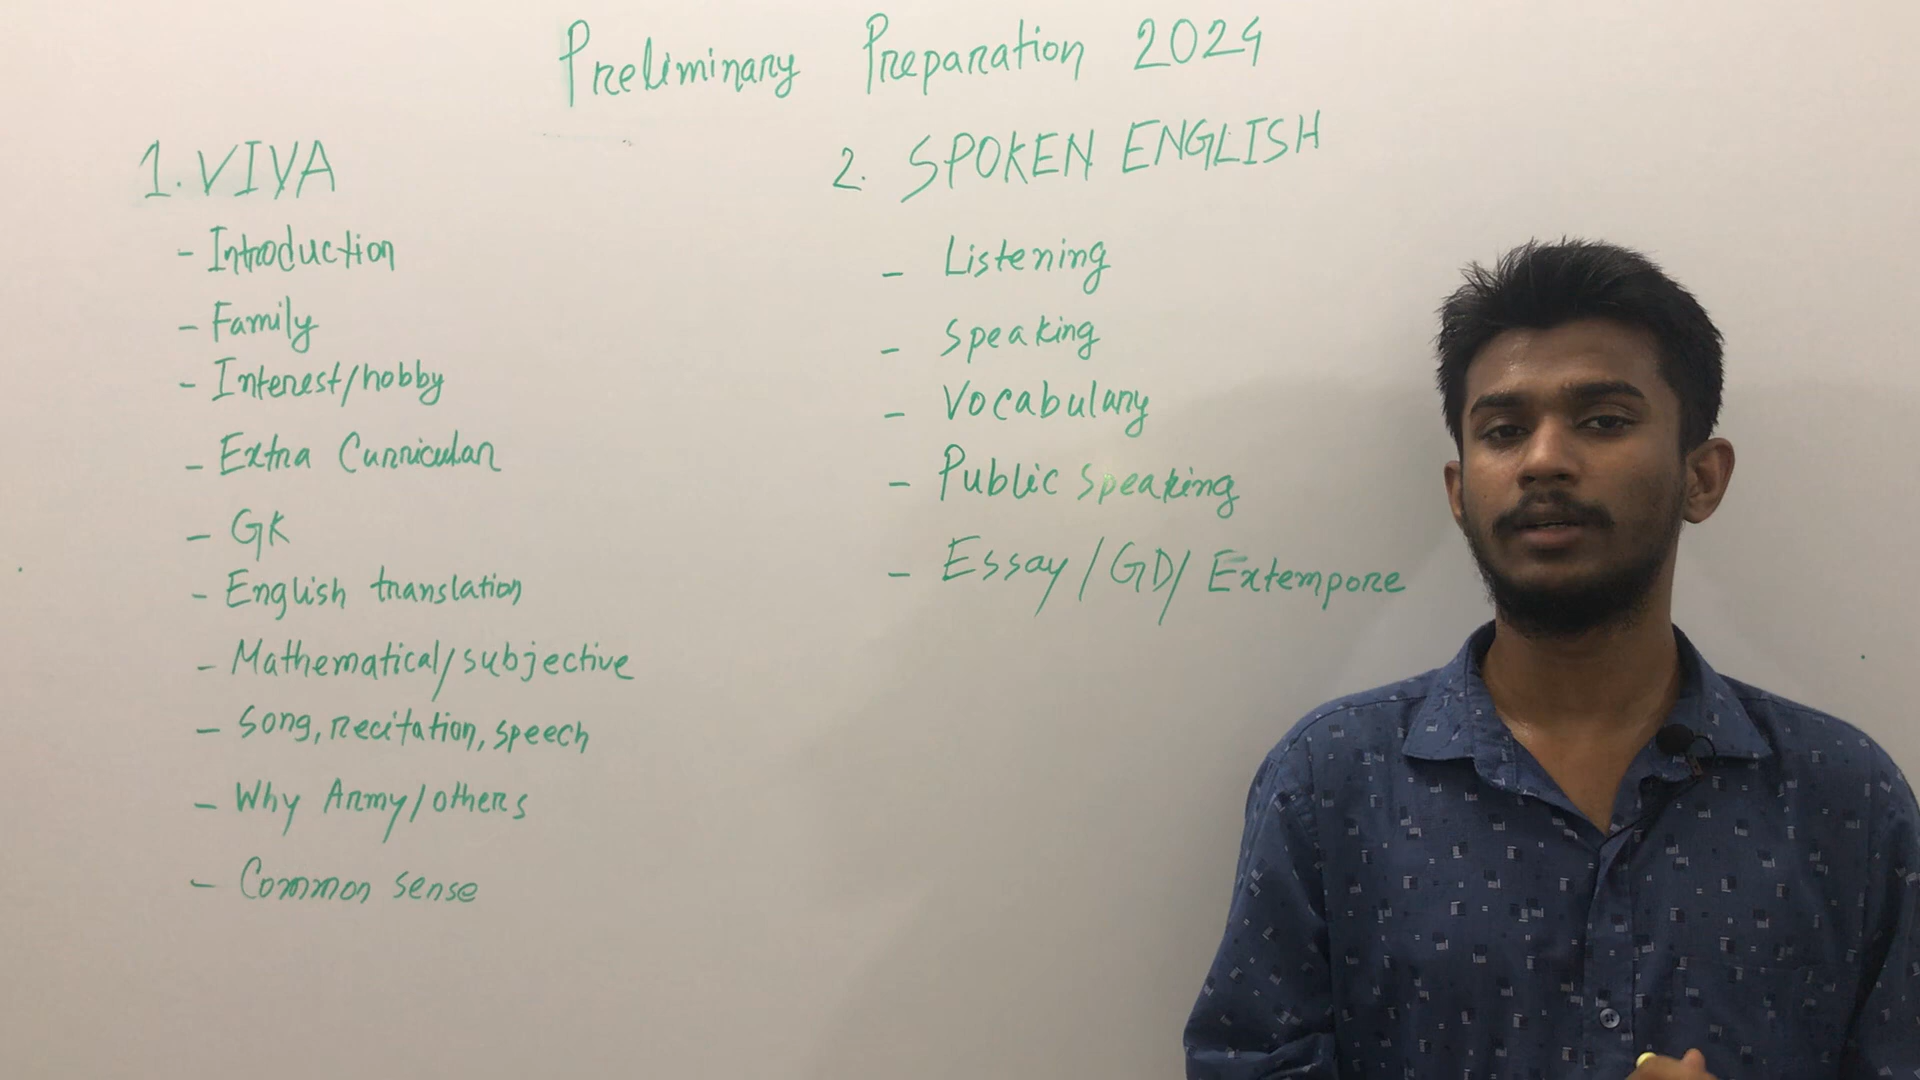 Preliminary Preparation 2024
1. VIVA
- Introduction
- Family
- Interest/hobby
- Extra Curricular
- GK
- English translation
- Mathematical/subjective
- Song, recitation, speech
- Why Army/others
- Common sense
2. SPOKEN ENGLISH
- Listening
- Speaking
- Vocabulary
- Public Speaking
- Essay/GD/Extempore